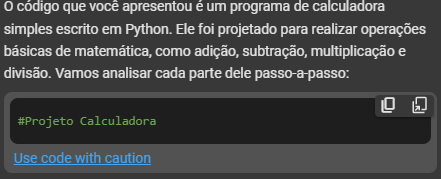 O código que você apresentou é um programa de calculadora
simples escrito em Python. Ele foi projetado para realizar operações
básicas de matemática, como adição, subtração, multiplicação e
divisão. Vamos analisar cada parte dele passo-a-passo:
#Projeto Calculadora
Use code with caution